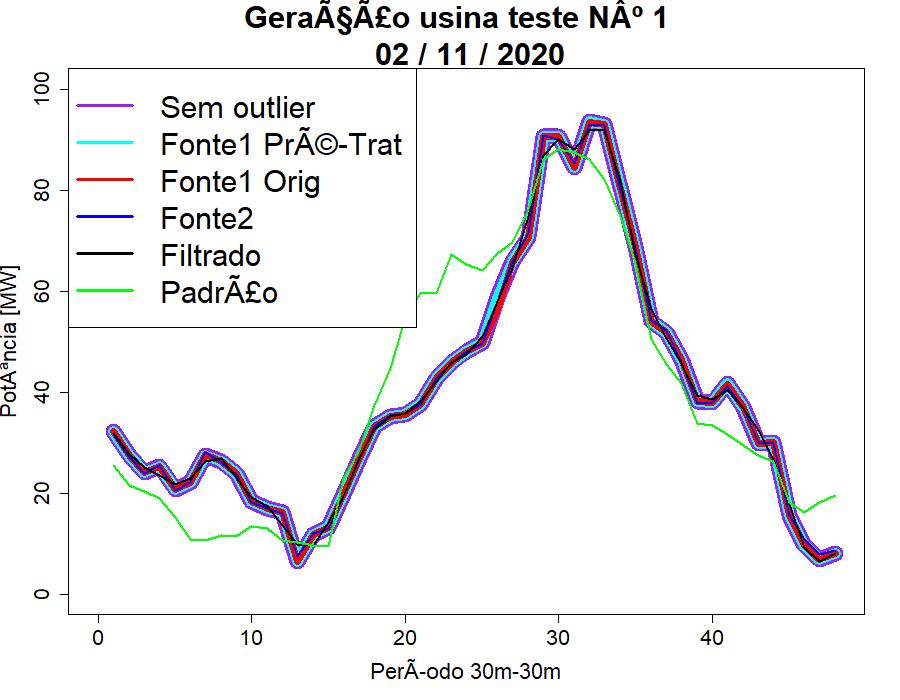 GeraÃ§Ã£o usina teste NÂº 1
02 / 11 / 2020
Sem outlier
Fonte1 PrÃ©-Trat
Fonte1 Orig
Fonte2
Filtrado
PadrÃ£o
PotÃªncia [MW]
100
80
60
40
20
0
0 10 20 30 40
PerÃ-odo 30m-30m